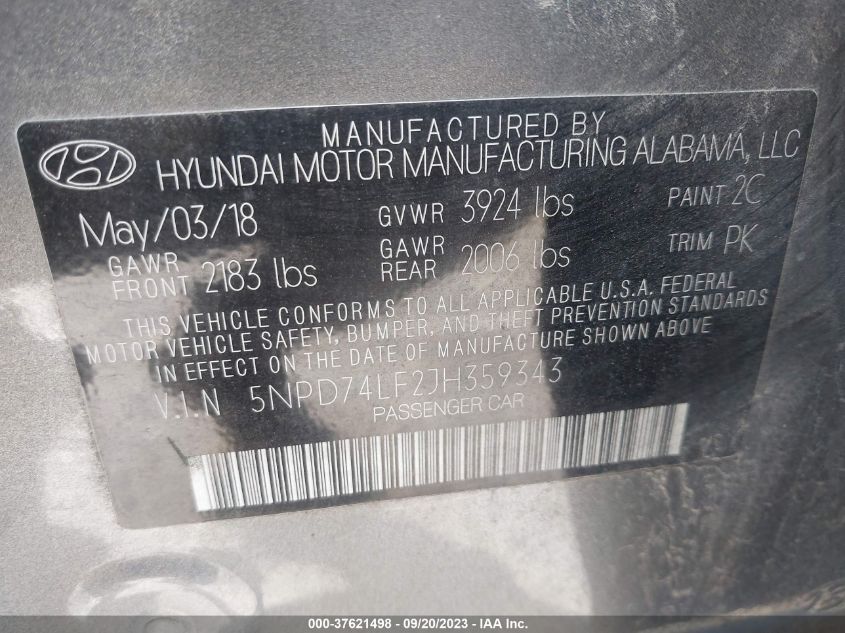 MANUFACTURED BY
HYUNDAI MOTOR MANUFACTURING ALABAMA, LLC
May/03/18 GVWR 3924 lbs PAINT 2C
GAWR FRONT 2183 lbs GAWR REAR 2006 lbs TRIM PK
THIS VEHICLE CONFORMS TO ALL APPLICABLE U.S.A. FEDERAL
MOTOR VEHICLE SAFETY, BUMPER, AND THEFT PREVENTION STANDARDS
IN EFFECT ON THE DATE OF MANUFACTURE SHOWN ABOVE
V.I.N 5NPD74LF2JH359343
PASSENGER CAR
000-37621498 - 09/20/2023 - IAA Inc.